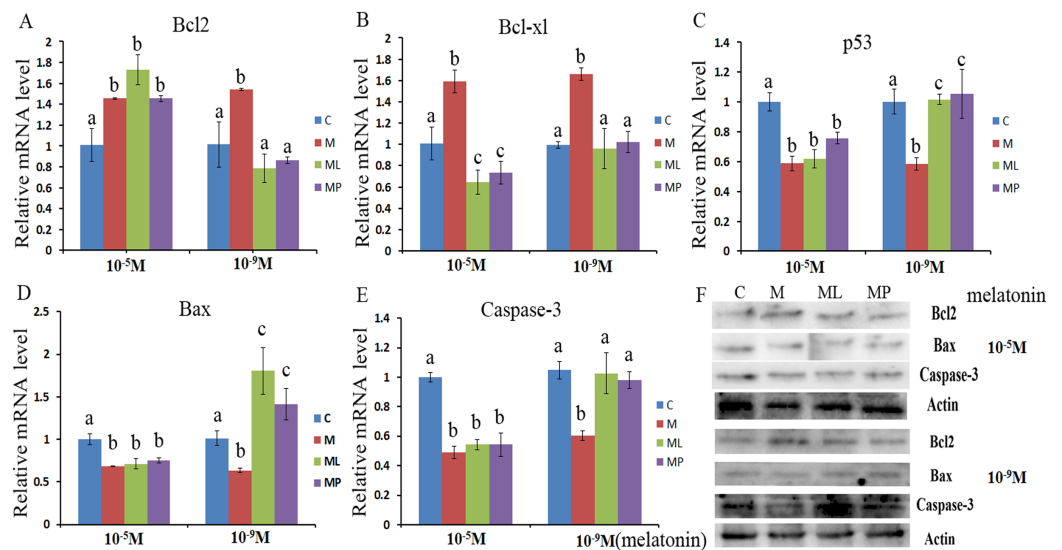 A
Bcl2
Relative mRNA level
2
1.8
1.6
1.4
1.2
1
0.8
0.6
0.4
0.2
0
a b b b
a b a a
10⁻⁵M 10⁻⁹M
C
M
ML
MP
B
Bcl-xl
Relative mRNA level
2
1.8
1.6
1.4
1.2
1
0.8
0.6
0.4
0.2
0
a b c c
a b a a
10⁻⁵M 10⁻⁹M
C
M
ML
MP
C
p53
Relative mRNA level
1.4
1.2
1
0.8
0.6
0.4
0.2
0
a b b b
a b c c
10⁻⁵M 10⁻⁹M
C
M
ML
MP
D
Bax
Relative mRNA level
2.5
2
1.5
1
0.5
0
a b b b
a b c c
10⁻⁵M 10⁻⁹M
C
M
ML
MP
E
Caspase-3
Relative mRNA level
1.4
1.2
1
0.8
0.6
0.4
0.2
0
a b b b
a b a a
10⁻⁵M 10⁻⁹M(melatonin)
C
M
ML
MP
F
C M ML MP melatonin
Bcl2
Bax 10⁻⁵M
Caspase-3
Actin
Bcl2
Bax 10⁻⁹M
Caspase-3
Actin